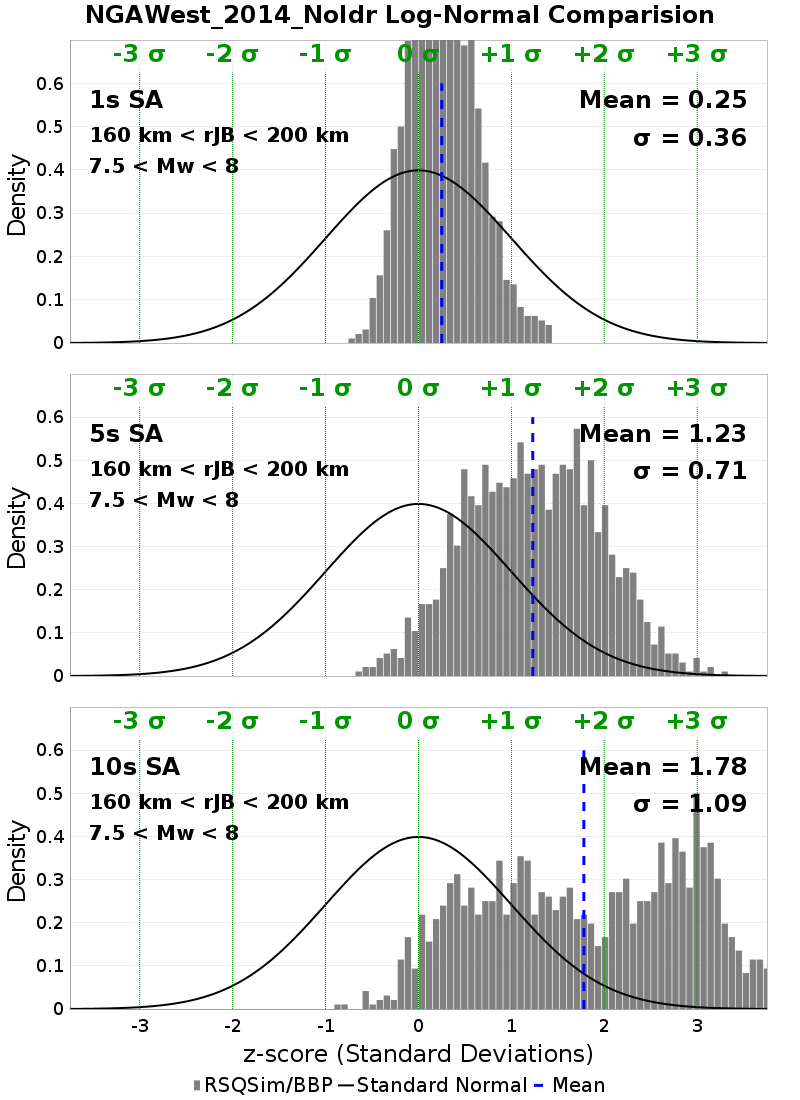 NGAWest_2014_NoIdr Log-Normal Comparision
-3 σ -2 σ -1 σ 0 σ +1 σ +2 σ +3 σ
0.6
1s SA Mean = 0.25
0.5
160 km < rJB < 200 km σ = 0.36
0.4
7.5 < Mw < 8
Density
0.3
0.2
0.1
0
-3 σ -2 σ -1 σ 0 σ +1 σ +2 σ +3 σ
0.6
5s SA Mean = 1.23
0.5
160 km < rJB < 200 km σ = 0.71
0.4
7.5 < Mw < 8
Density
0.3
0.2
0.1
0
-3 σ -2 σ -1 σ 0 σ +1 σ +2 σ +3 σ
0.6
10s SA Mean = 1.78
0.5
160 km < rJB < 200 km σ = 1.09
0.4
7.5 < Mw < 8
Density
0.3
0.2
0.1
0
-3 -2 -1 0 1 2 3
z-score (Standard Deviations)
RSQSim/BBP Standard Normal Mean